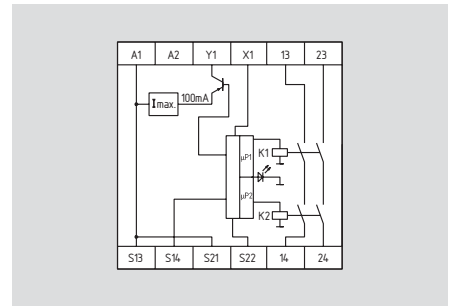 A1 A2 Y1 X1 13 23
100mA
Imax.
µP1
K1
µP2
K2
S13 S14 S21 S22 14 24